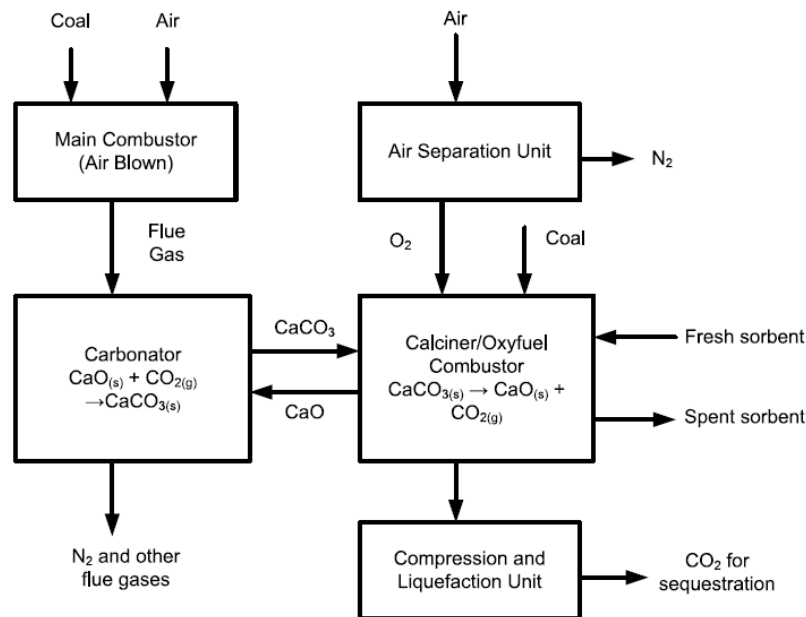 Coal
Air
Air
Main Combustor
(Air Blown)
Air Separation Unit
N₂
Flue
Gas
O₂
Coal
CaCO₃
Carbonator
CaO(s) + CO₂(g)
→CaCO₃(s)
CaO
Calciner/Oxyfuel
Combustor
CaCO₃(s) → CaO(s) +
CO₂(g)
Fresh sorbent
Spent sorbent
N₂ and other
flue gases
Compression and
Liquefaction Unit
CO₂ for
sequestration